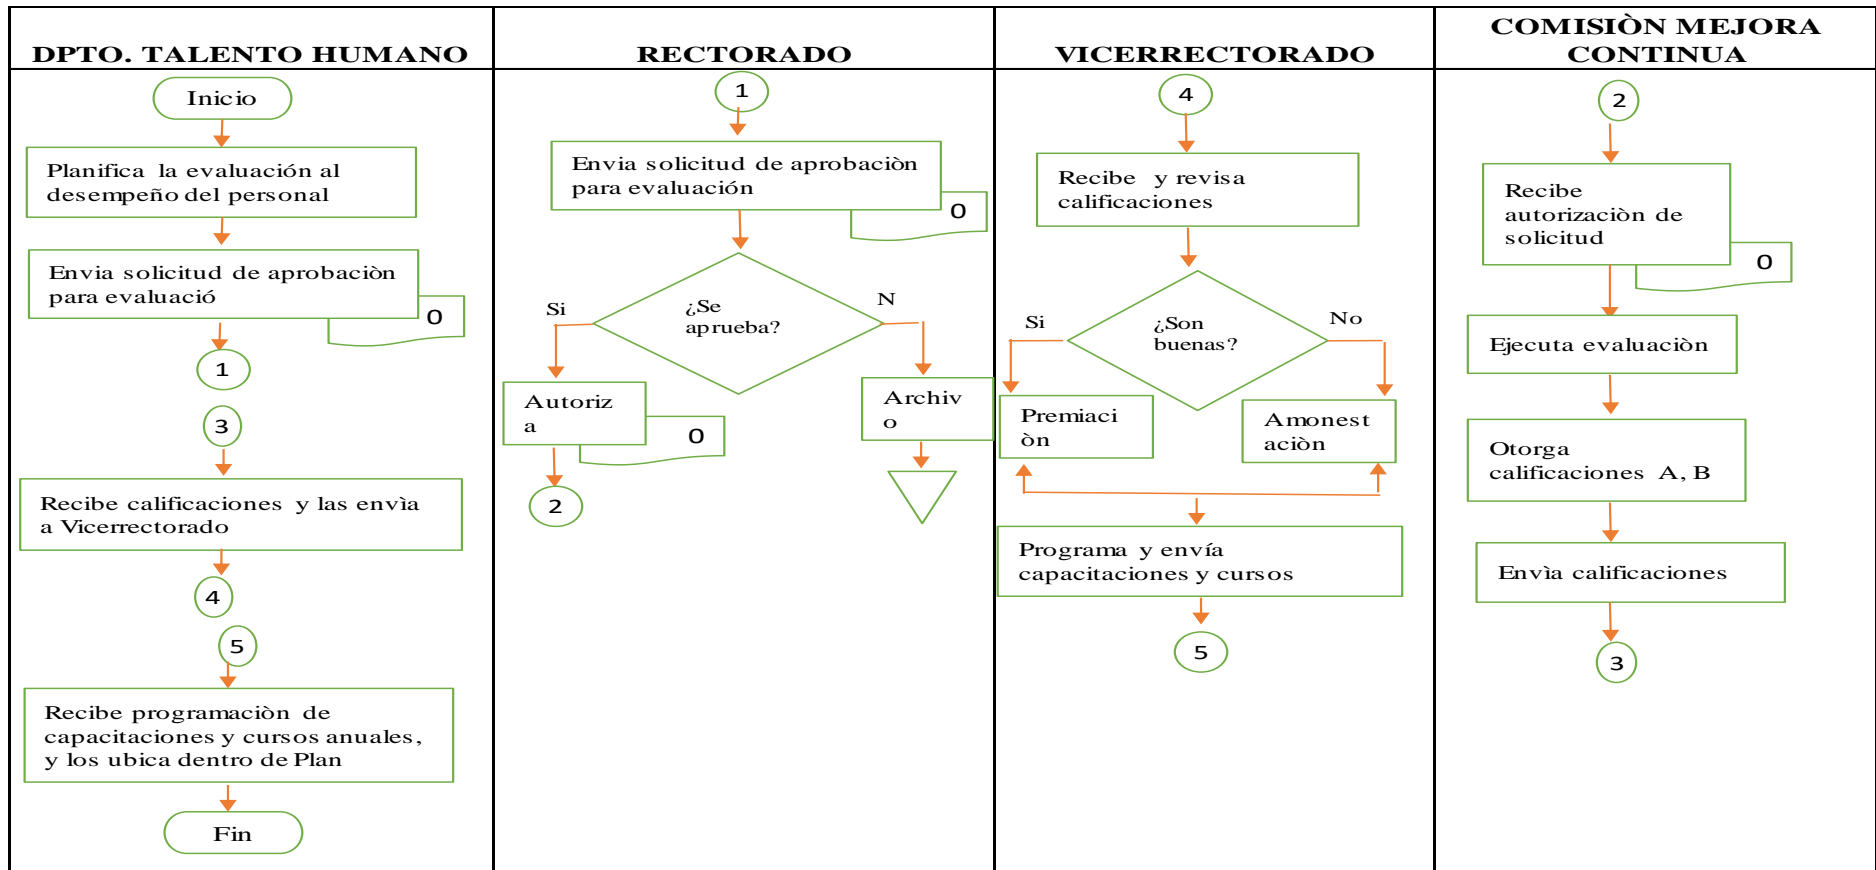 DPTO. TALENTO HUMANO
Inicio
Planifica la evaluación al
desempeño del personal
Envia solicitud de aprobaciòn
para evaluació
0
1
3
Recibe calificaciones y las envìa
a Vicerrectorado
4
5
Recibe programaciòn de
capacitaciones y cursos anuales,
y los ubica dentro de Plan
Fin
RECTORADO
1
Envia solicitud de aprobaciòn
para evaluación
0
¿Se
aprueba?
Si
N
Autoriz
a
0
2
Archiv
o
VICERRECTORADO
4
Recibe y revisa
calificaciones
¿Son
buenas?
Si
No
Premiaci
òn
Amonest
aciòn
Programa y envía
capacitaciones y cursos
5
COMISIÒN MEJORA
CONTINUA
2
Recibe
autorizaciòn de
solicitud
0
Ejecuta evaluaciòn
Otorga
calificaciones A, B
Envìa calificaciones
3